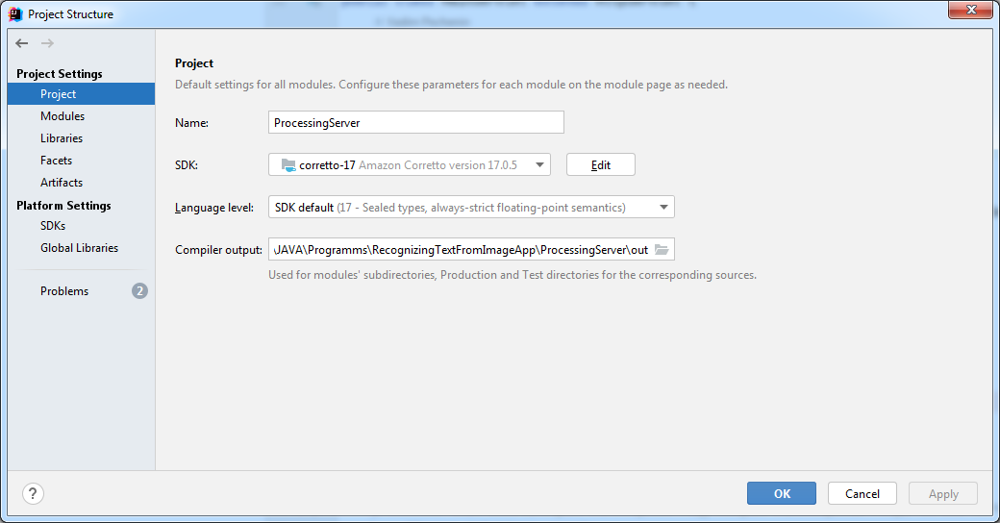 Project Structure
Project Settings
Project
Modules
Libraries
Facets
Artifacts
Platform Settings
SDKs
Global Libraries
Problems 2
Project
Default settings for all modules. Configure these parameters for each module on the module page as needed.
Name: ProcessingServer
SDK: corretto-17 Amazon Corretto version 17.0.5 Edit
Language level: SDK default (17 - Sealed types, always-strict floating-point semantics)
Compiler output: \JAVA\Programms\RecognizingTextFromImageApp\ProcessingServer\out
Used for modules' subdirectories, Production and Test directories for the corresponding sources.
? OK Cancel Apply